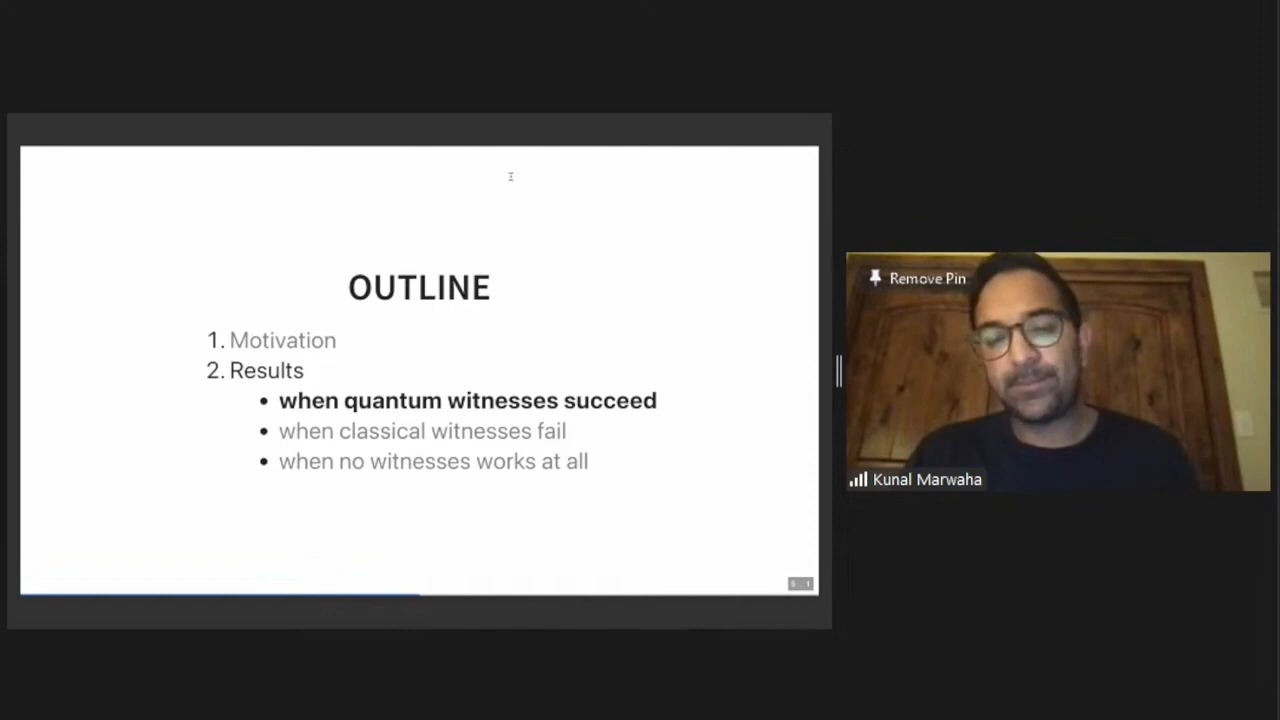 OUTLINE
1. Motivation
2. Results
• when quantum witnesses succeed
• when classical witnesses fail
• when no witnesses works at all
Remove Pin
Kunal Marwaha